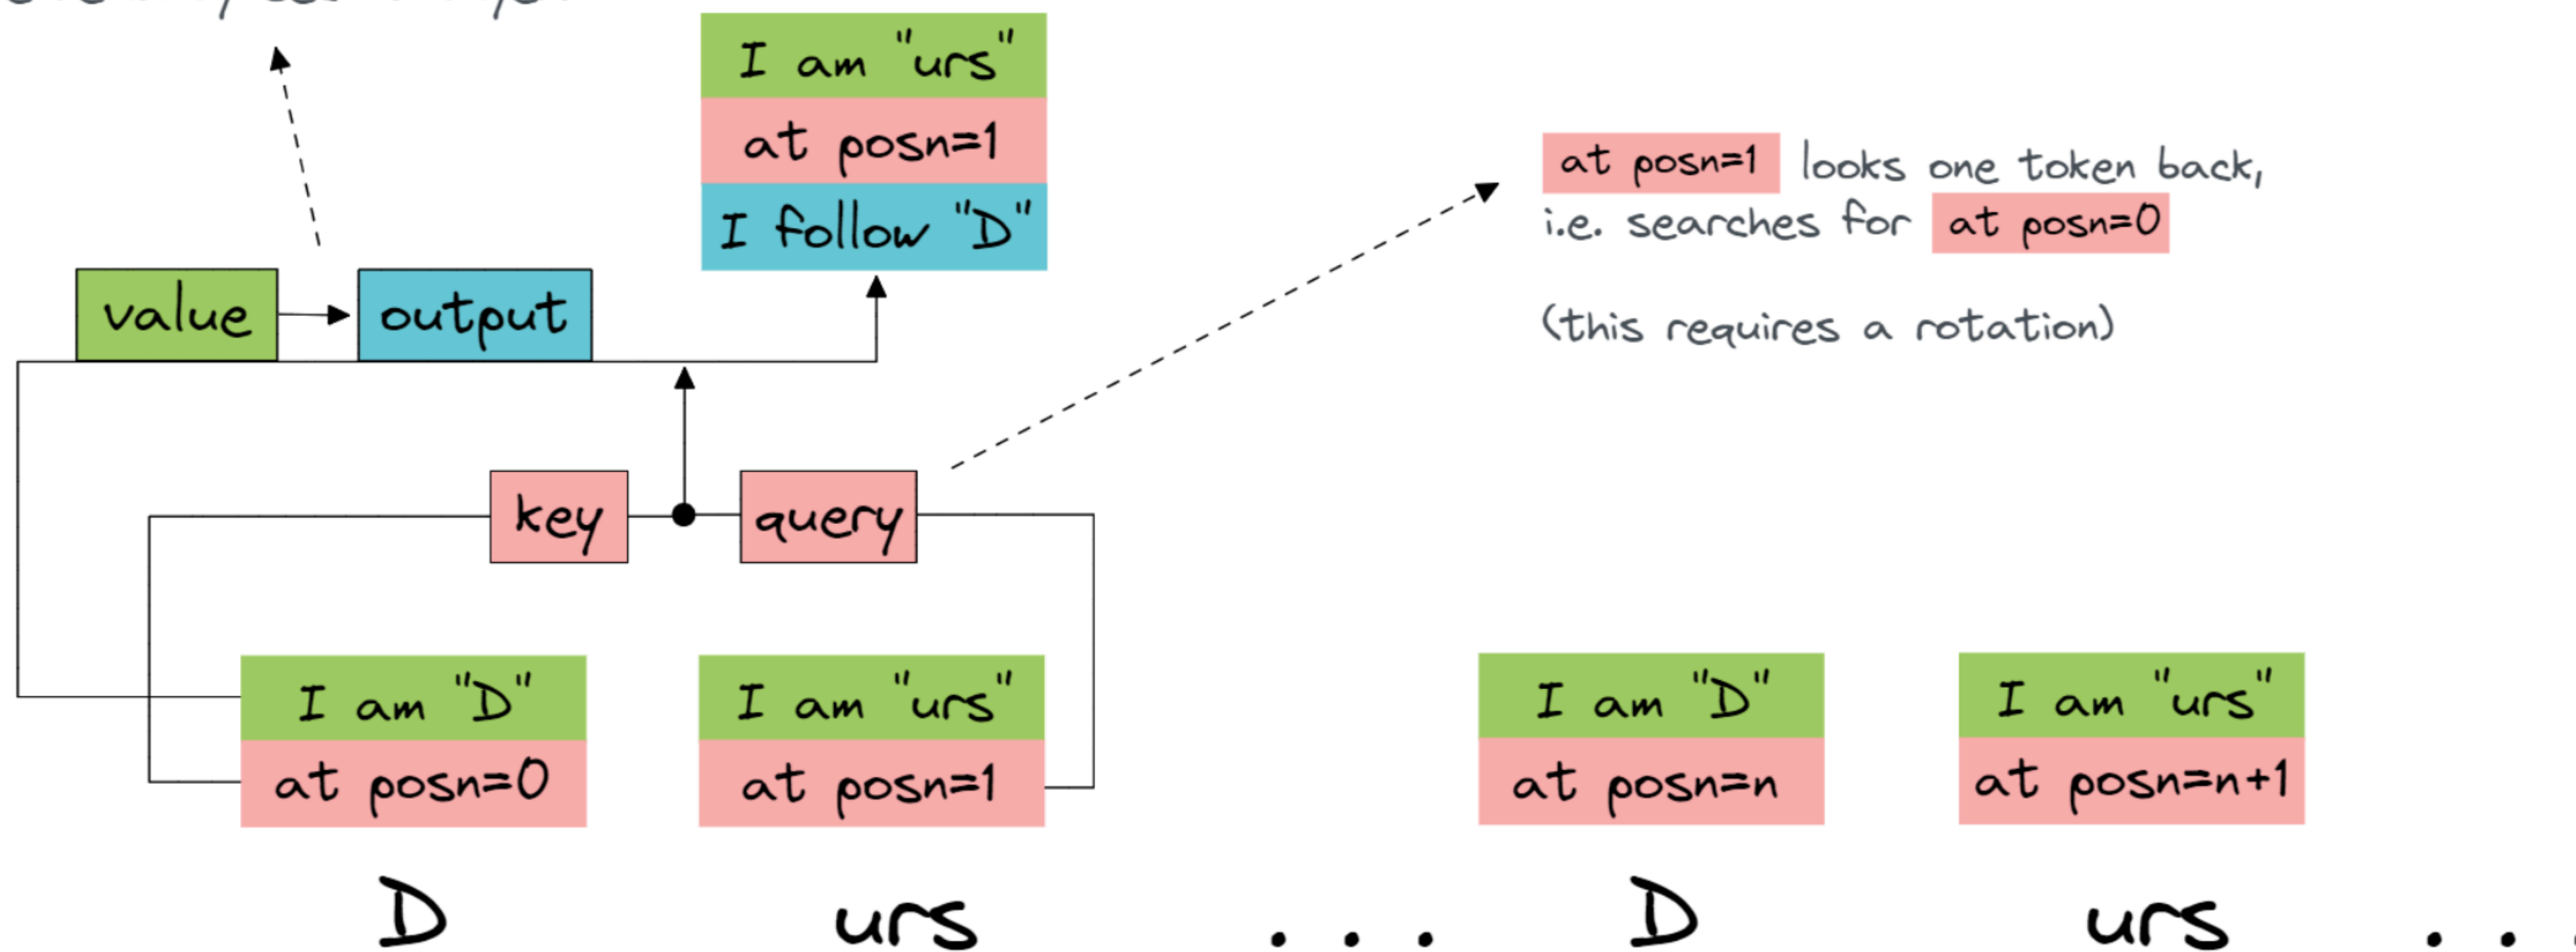 I am "urs"
at posn=1
I follow "D"
at posn=1 looks one token back,
i.e. searches for at posn=0
(this requires a rotation)
value
output
key
query
I am "D"
at posn=0
I am "urs"
at posn=1
I am "D"
at posn=n
I am "urs"
at posn=n+1
D urs ... D urs ..